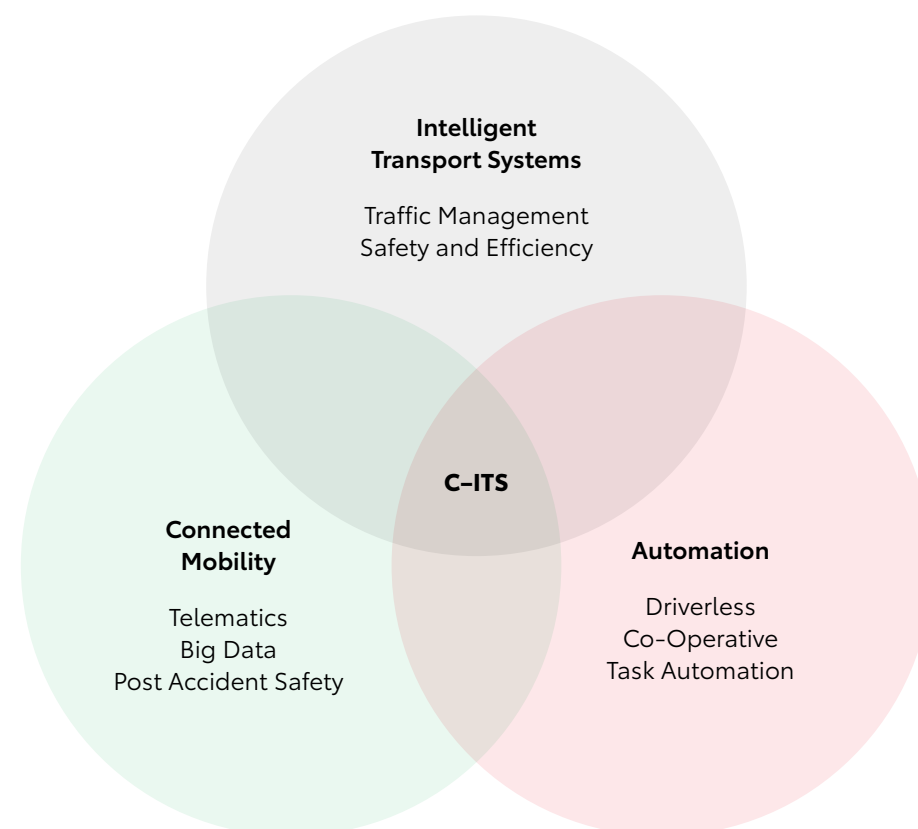 Intelligent
Transport Systems
Traffic Management
Safety and Efficiency
C–ITS
Connected
Mobility
Telematics
Big Data
Post Accident Safety
Automation
Driverless
Co-Operative
Task Automation